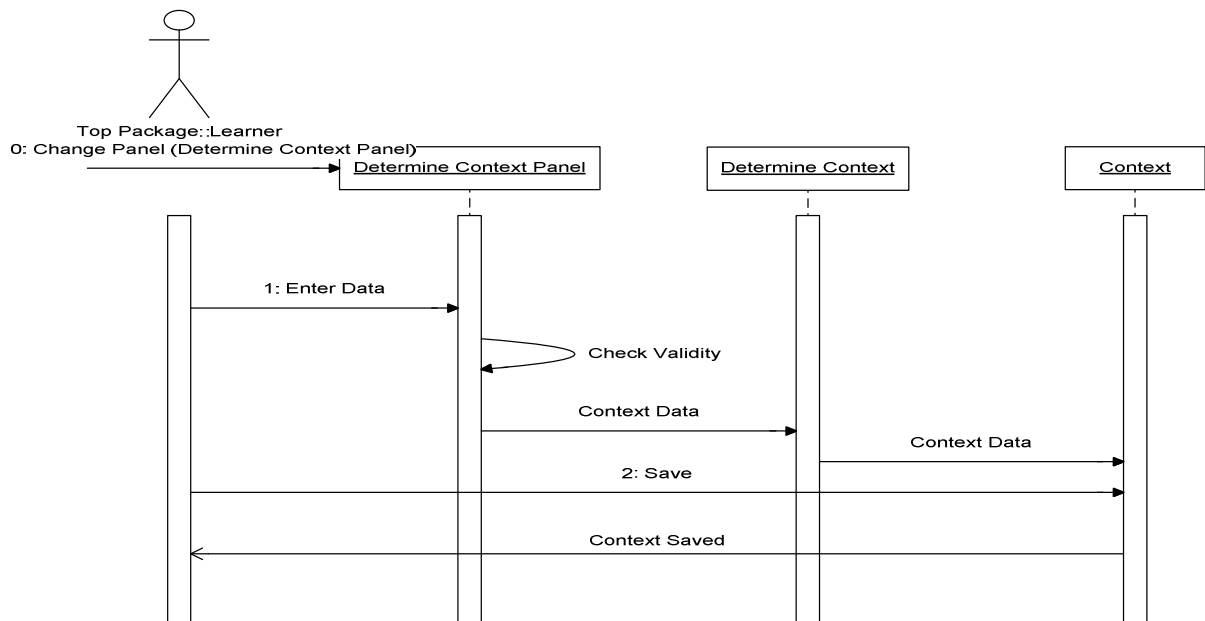 Top Package::Learner
0: Change Panel (Determine Context Panel)
Determine Context Panel
Determine Context
Context
1: Enter Data
Check Validity
Context Data
Context Data
2: Save
Context Saved